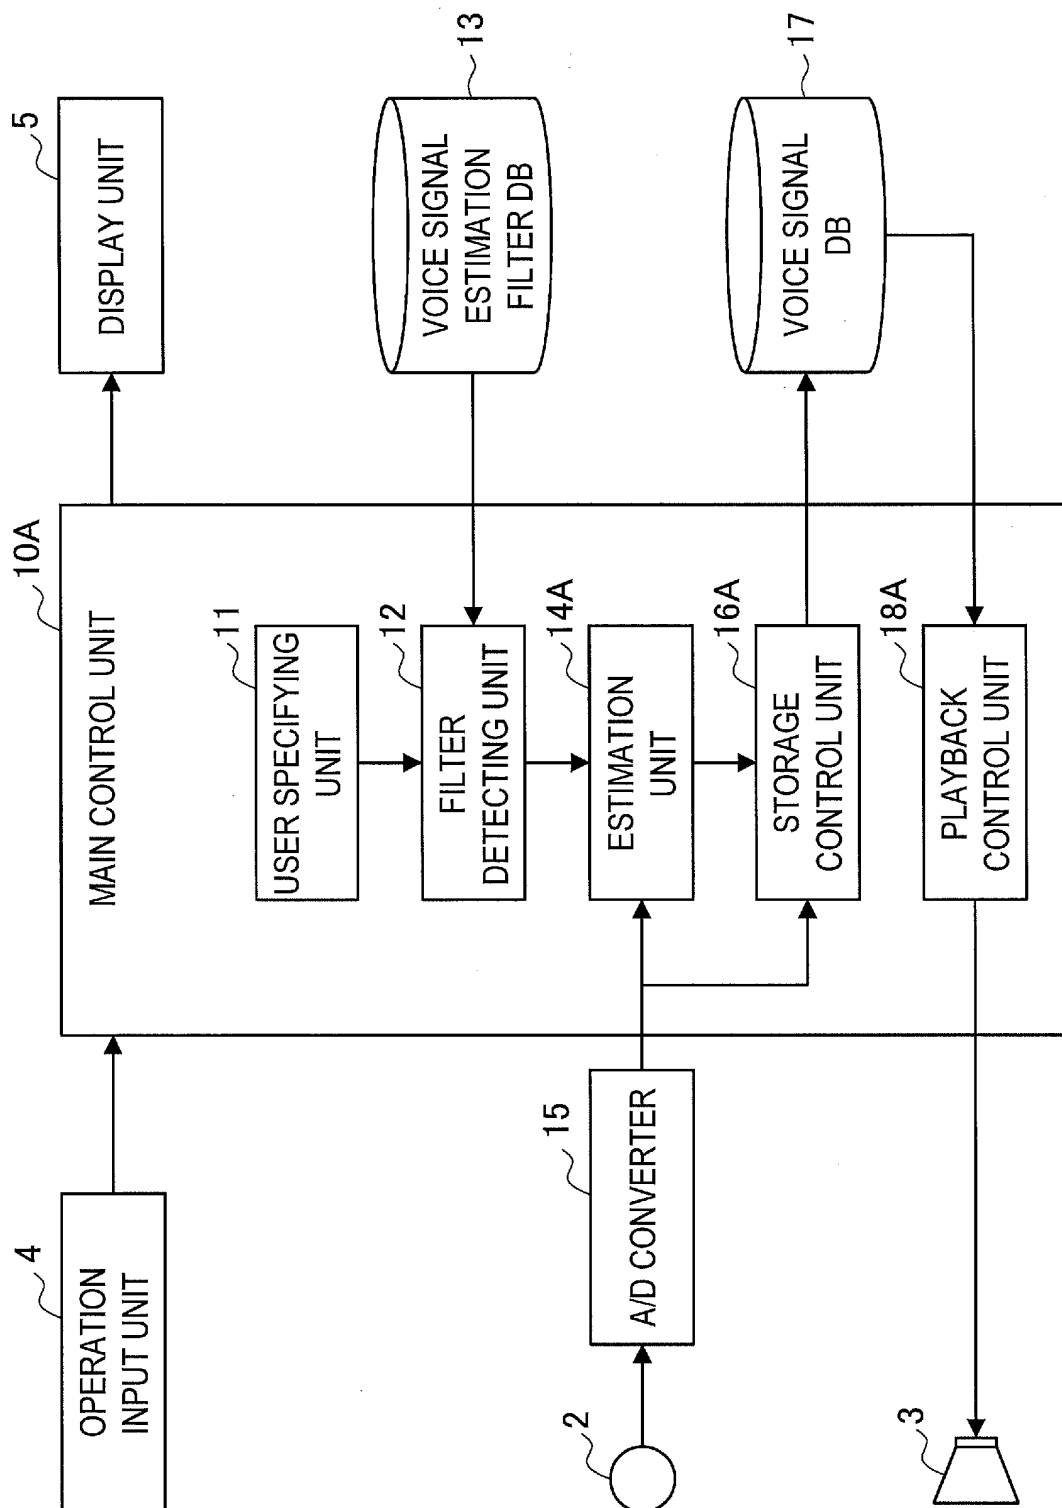 4
OPERATION
INPUT UNIT
10A
MAIN CONTROL UNIT
5
DISPLAY UNIT
11
USER SPECIFYING
UNIT
12
FILTER
DETECTING UNIT
13
VOICE SIGNAL
ESTIMATION
FILTER DB
2
15
A/D CONVERTER
14A
ESTIMATION
UNIT
16A
STORAGE
CONTROL UNIT
17
VOICE SIGNAL
DB
3
18A
PLAYBACK
CONTROL UNIT